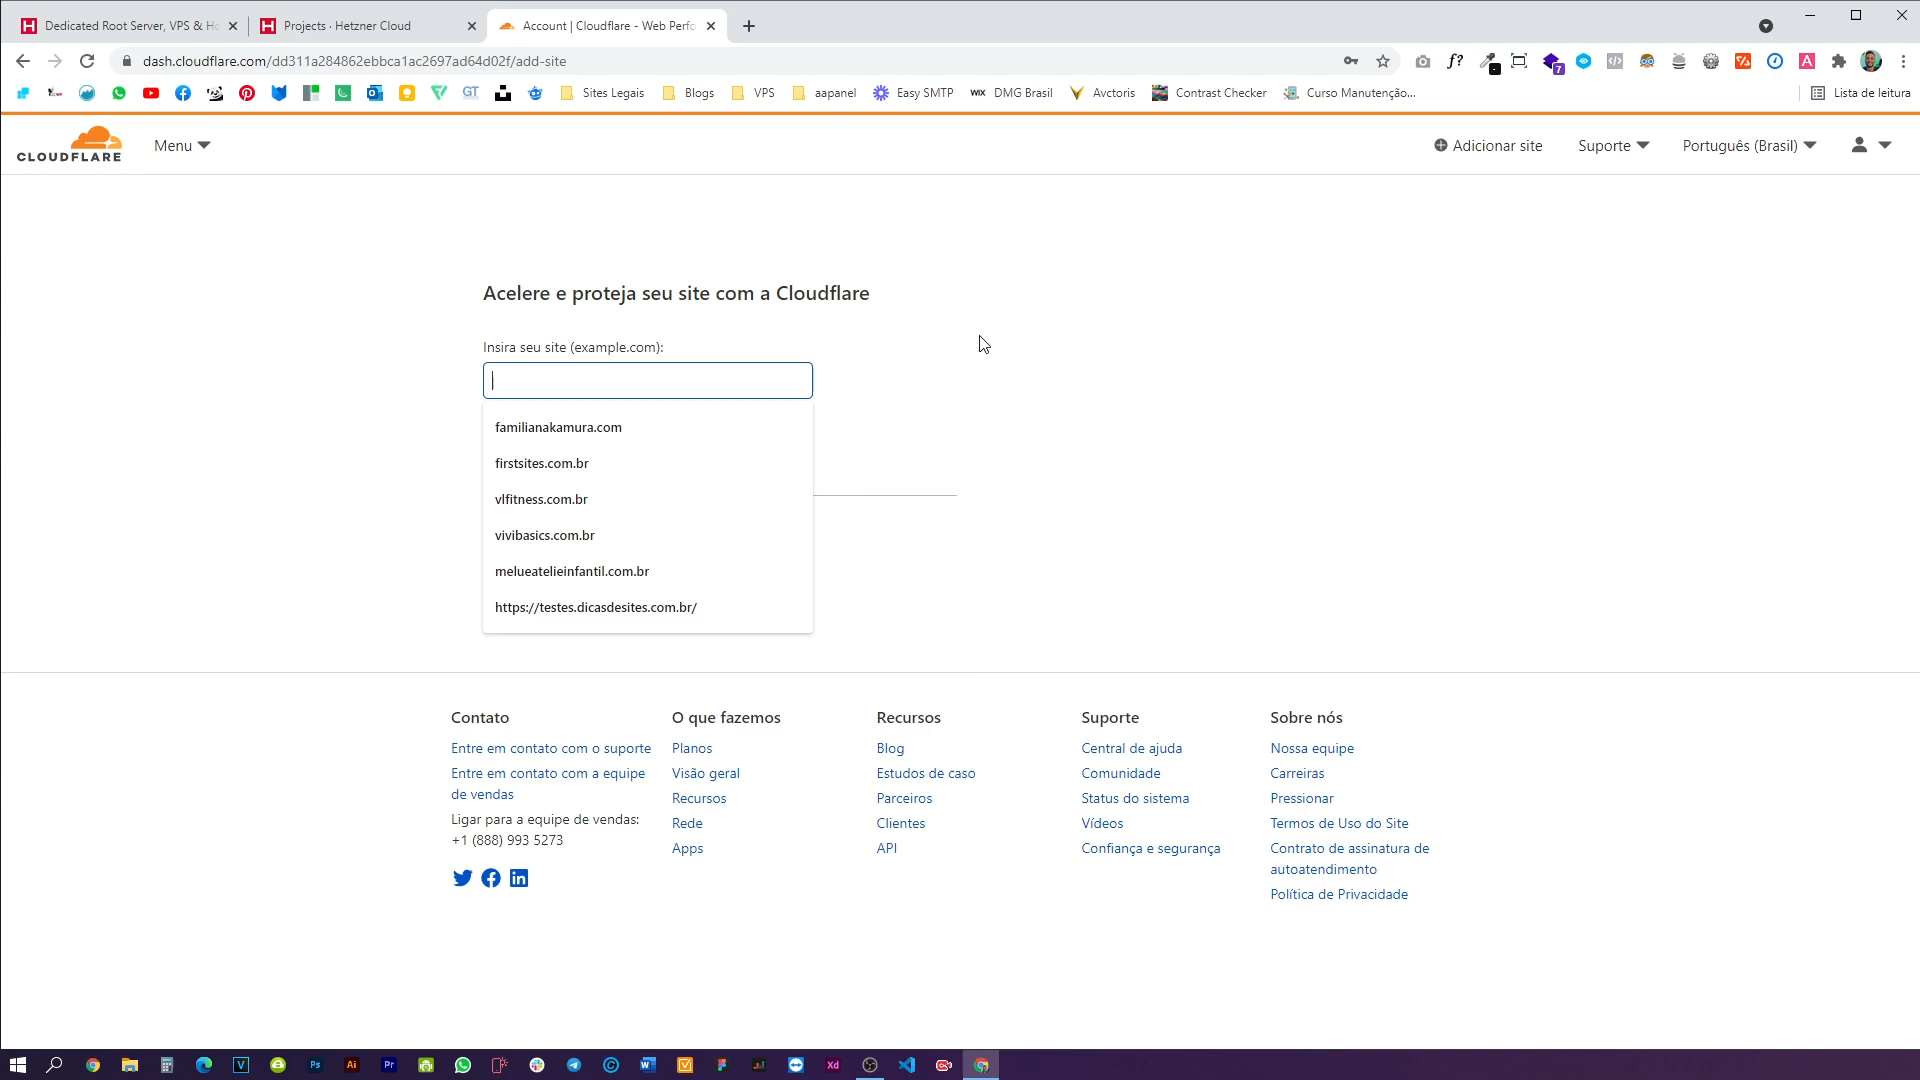 Dedicated Root Server, VPS & Ho
Projects · Hetzner Cloud
Account | Cloudflare - Web Perfo
dash.cloudflare.com/dd311a284862ebbca1ac2697ad64d02f/add-site
Sites Legais
Blogs
VPS
aapanel
Easy SMTP
WIX DMG Brasil
Avctoris
Contrast Checker
Curso Manutenção...
Lista de leitura
CLOUDFLARE
Menu
Adicionar site
Suporte
Português (Brasil)
Acelere e proteja seu site com a Cloudflare
Insira seu site (example.com):
familianakamura.com
firstsites.com.br
vlfitness.com.br
vivibasics.com.br
melueatelieinfantil.com.br
https://testes.dicasdesites.com.br/
Contato
Entre em contato com o suporte
Entre em contato com a equipe
de vendas
Ligar para a equipe de vendas:
+1 (888) 993 5273
O que fazemos
Planos
Visão geral
Recursos
Rede
Apps
Recursos
Blog
Estudos de caso
Parceiros
Clientes
API
Suporte
Central de ajuda
Comunidade
Status do sistema
Vídeos
Confiança e segurança
Sobre nós
Nossa equipe
Carreiras
Pressionar
Termos de Uso do Site
Contrato de assinatura de
autoatendimento
Política de Privacidade